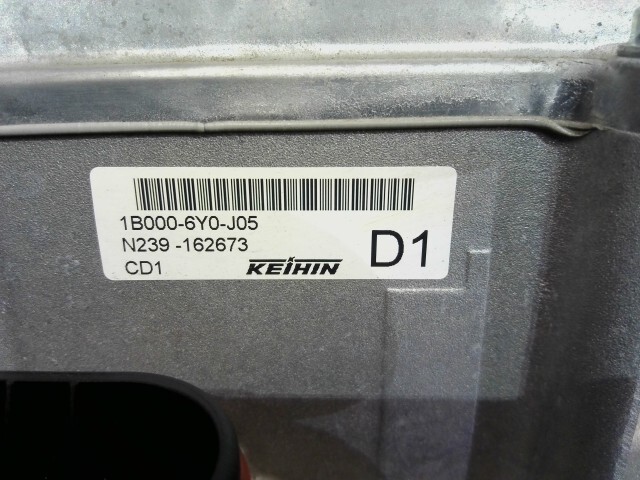 1B000-6Y0-J05
N239 -162673
CD1
KEIHIN
D1